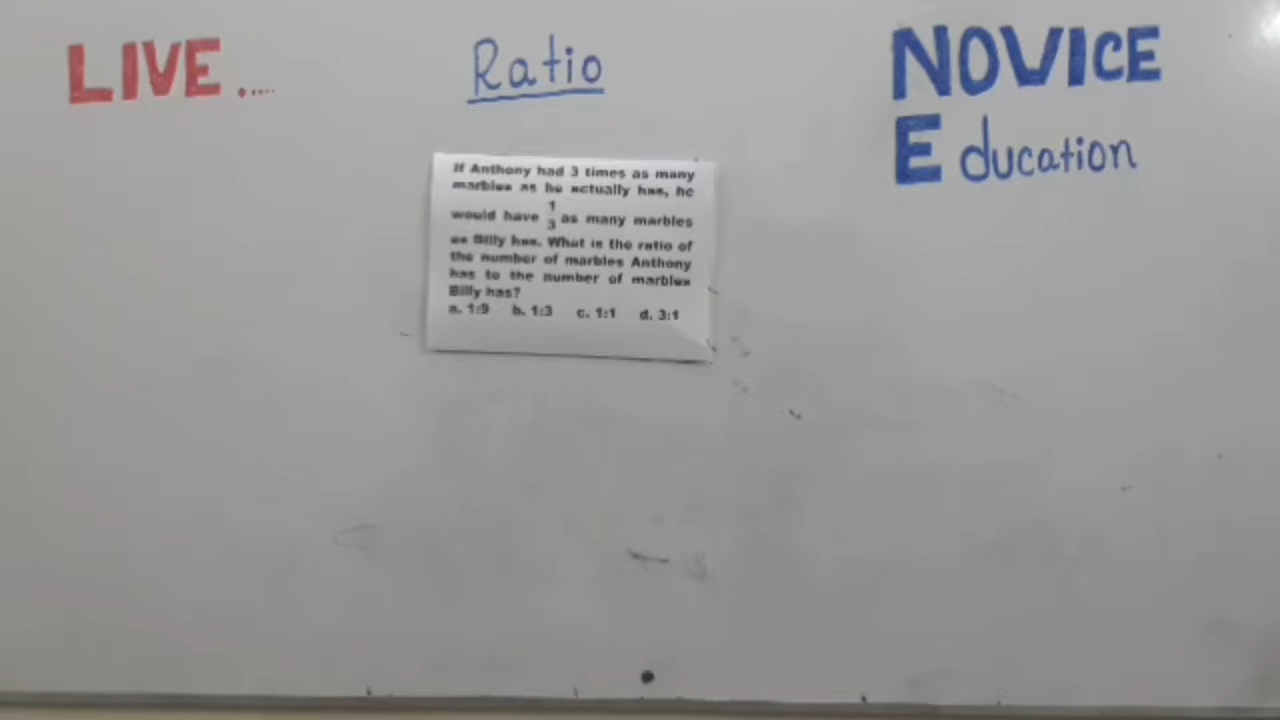 LIVE.....
Ratio
NOVICE
Education
If Anthony had 3 times as many
marbles as he actually has, he
would have 1/3 as many marbles
as Billy has. What is the ratio of
the number of marbles Anthony
has to the number of marbles
Billy has?
a. 1:9 b. 1:3 c. 1:1 d. 3:1